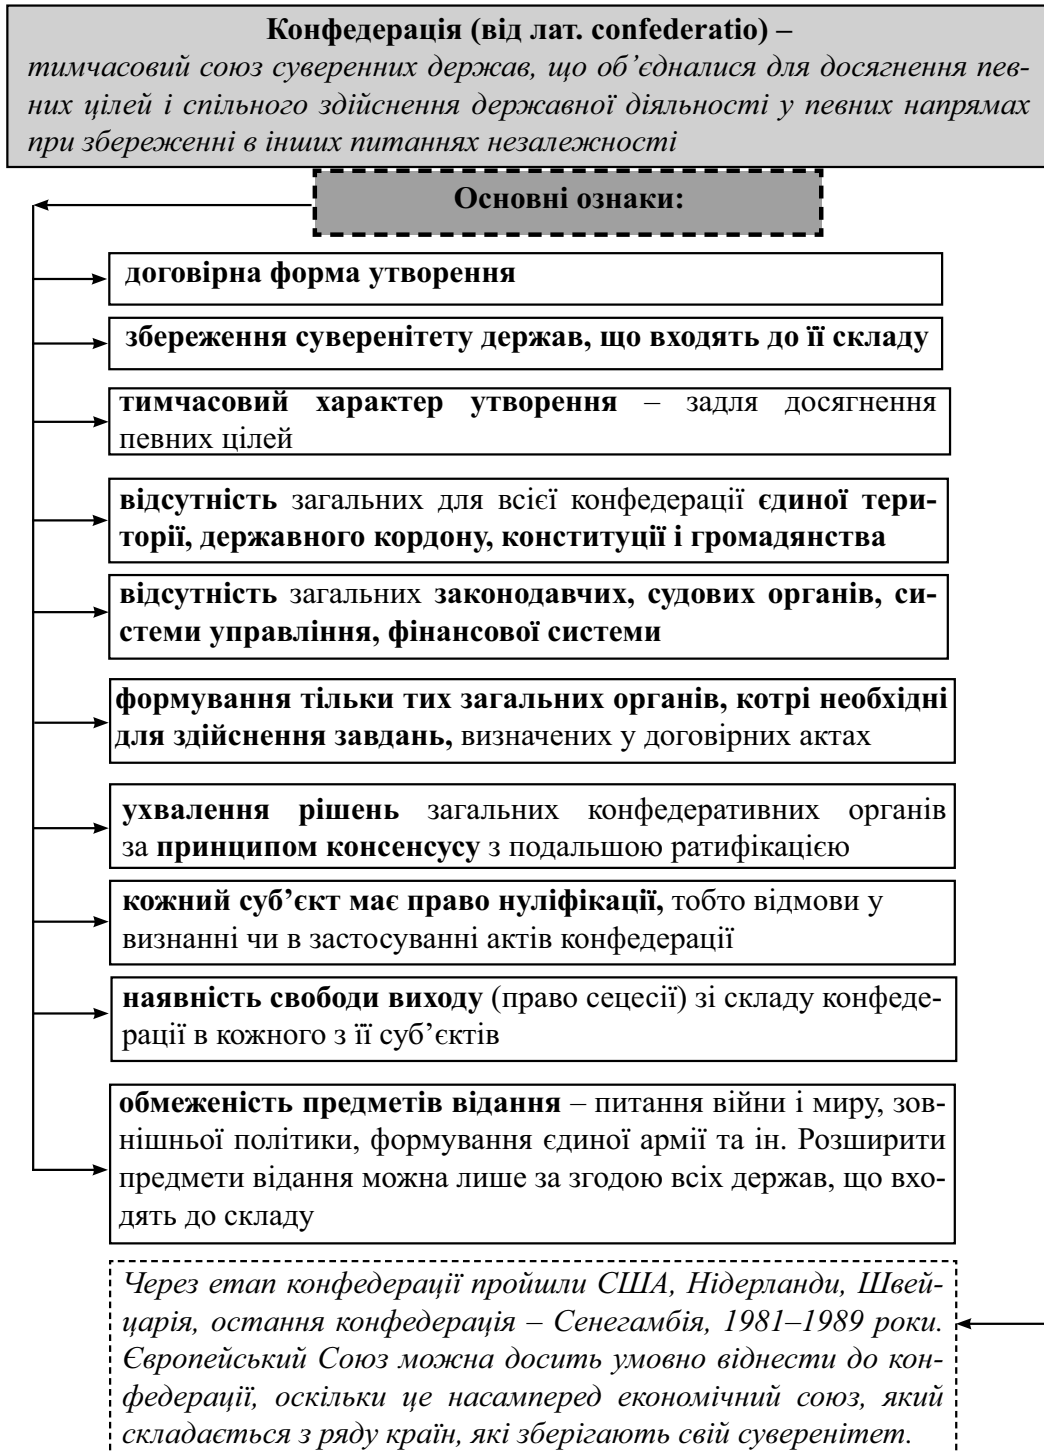 Конфедерація (від лат. confederatio) –
тимчасовий союз суверенних держав, що об’єдналися для досягнення пев-
них цілей і спільного здійснення державної діяльності у певних напрямах
при збереженні в інших питаннях незалежності
Основні ознаки:
договірна форма утворення
збереження суверенітету держав, що входять до її складу
тимчасовий характер утворення – задля досягнення
певних цілей
відсутність загальних для всієї конфедерації єдиної тери-
торії, державного кордону, конституції і громадянства
відсутність загальних законодавчих, судових органів, си-
стеми управління, фінансової системи
формування тільки тих загальних органів, котрі необхідні
для здійснення завдань, визначених у договірних актах
ухвалення рішень загальних конфедеративних органів
за принципом консенсусу з подальшою ратифікацією
кожний суб’єкт має право нуліфікації, тобто відмови у
визнанні чи в застосуванні актів конфедерації
наявність свободи виходу (право сецесії) зі складу конфеде-
рації в кожного з її суб’єктів
обмеженість предметів відання – питання війни і миру, зов-
нішньої політики, формування єдиної армії та ін. Розширити
предмети відання можна лише за згодою всіх держав, що вхо-
дять до складу
Через етап конфедерації пройшли США, Нідерланди, Швей-
царія, остання конфедерація – Сенегамбія, 1981–1989 роки.
Європейський Союз можна досить умовно віднести до кон-
федерації, оскільки це насамперед економічний союз, який
складається з ряду країн, які зберігають свій суверенітет.